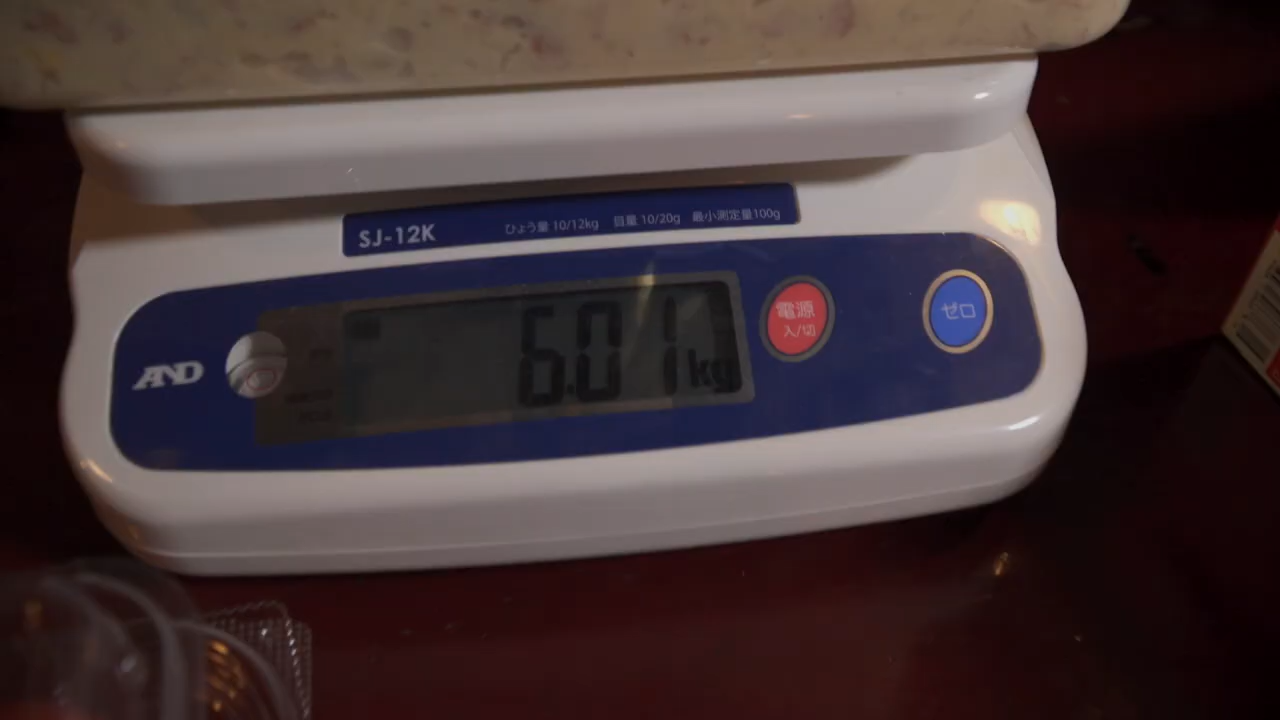 SJ-12K ひょう量 10/12kg 目量 10/20g 最小測定量100g
AND
6.01 kg
電源
入/切
ゼロ